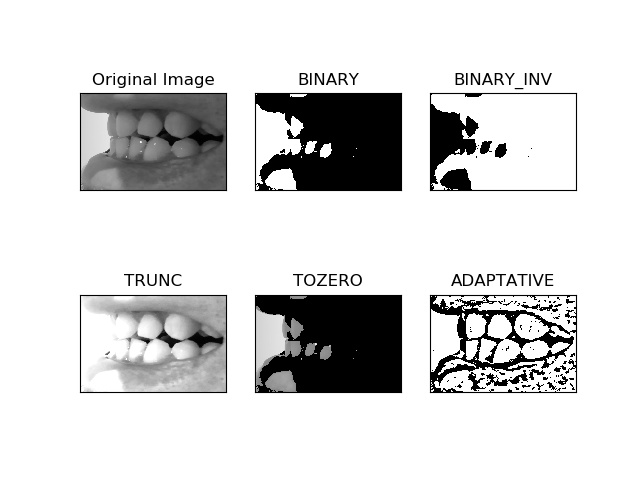 Original Image
BINARY
BINARY_INV
TRUNC
TOZERO
ADAPTATIVE